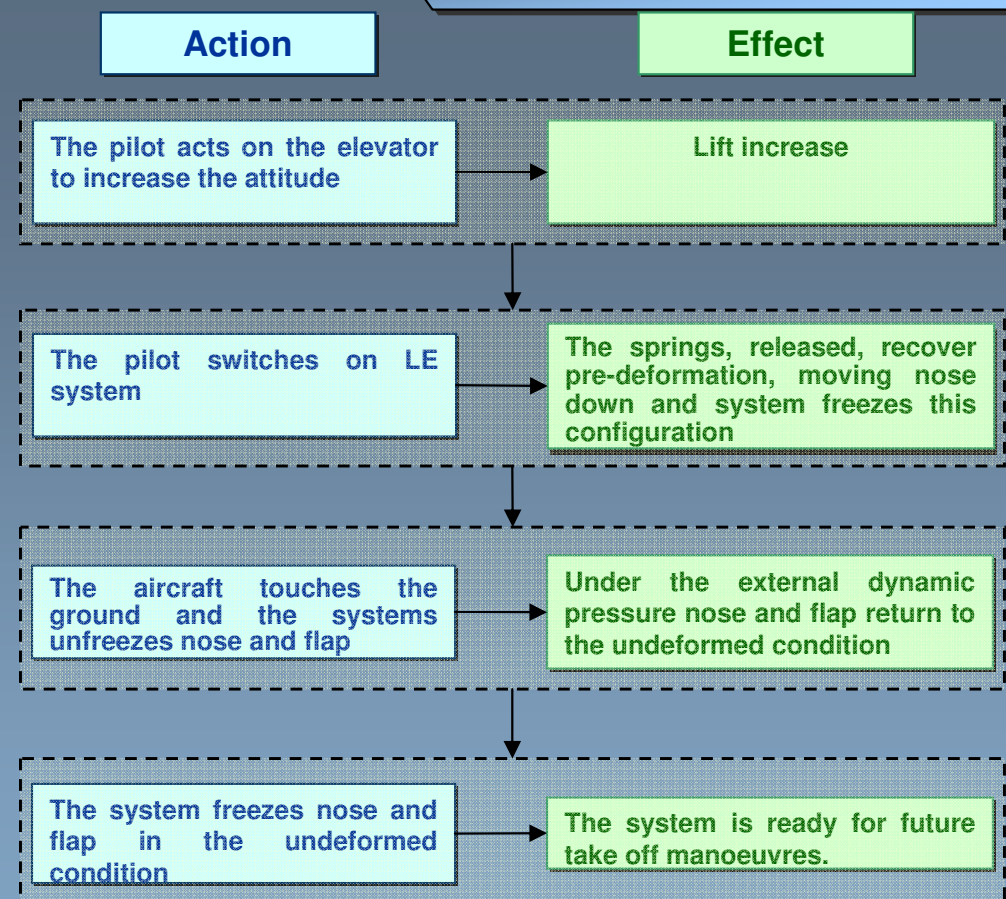 Action
Effect
The pilot acts on the elevator
to increase the attitude
Lift increase
The pilot switches on LE
system
The springs, released, recover
pre-deformation, moving nose
down and system freezes this
configuration
The aircraft touches the
ground and the systems
unfreezes nose and flap
Under the external dynamic
pressure nose and flap return to
the undeformed condition
The system freezes nose and
flap in the undeformed
condition
The system is ready for future
take off manoeuvres.